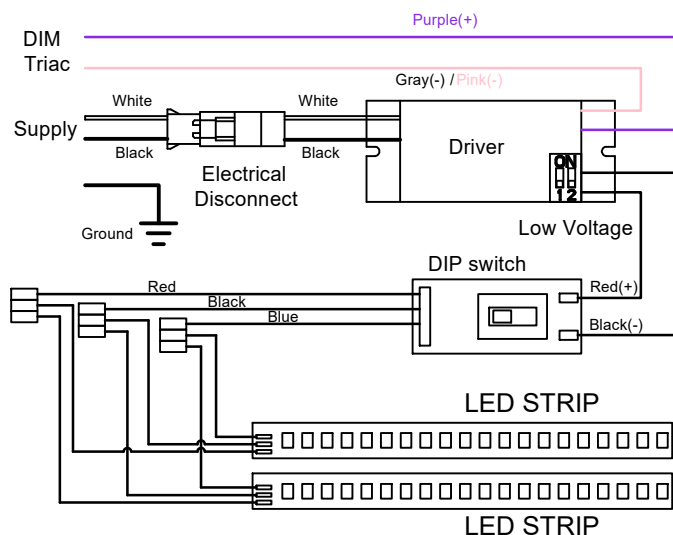 Purple(+)
DIM
Triac
Gray(-) /Pink(-)
White
White
Supply
Black
Black
Driver
Electrical
Disconnect
ON
1 2
Ground
Low Voltage
DIP switch
Red
Black
Blue
Red(+)
Black(-)
LED STRIP
LED STRIP